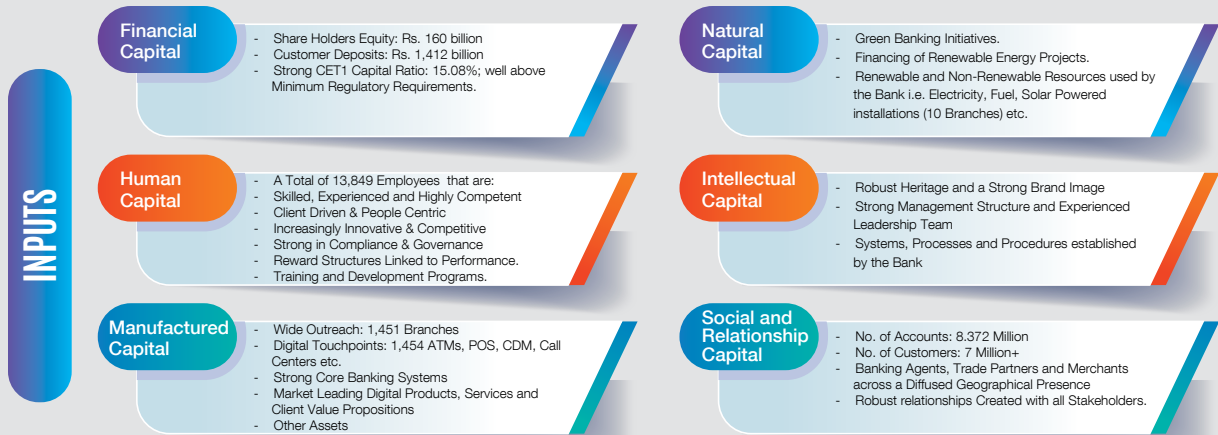 INPUTS
Financial
Capital
- Share Holders Equity: Rs. 160 billion
- Customer Deposits: Rs. 1,412 billion
- Strong CET1 Capital Ratio: 15.08%; well above
Minimum Regulatory Requirements.
Natural
Capital
- Green Banking Initiatives.
- Financing of Renewable Energy Projects.
- Renewable and Non-Renewable Resources used by
the Bank i.e. Electricity, Fuel, Solar Powered
installations (10 Branches) etc.
Human
Capital
- A Total of 13,849 Employees that are:
- Skilled, Experienced and Highly Competent
- Client Driven & People Centric
- Increasingly Innovative & Competitive
- Strong in Compliance & Governance
- Reward Structures Linked to Performance.
- Training and Development Programs.
Intellectual
Capital
- Robust Heritage and a Strong Brand Image
- Strong Management Structure and Experienced
Leadership Team
- Systems, Processes and Procedures established
by the Bank
Manufactured
Capital
- Wide Outreach: 1,451 Branches
- Digital Touchpoints: 1,454 ATMs, POS, CDM, Call
Centers etc.
- Strong Core Banking Systems
- Market Leading Digital Products, Services and
Client Value Propositions
- Other Assets
Social and
Relationship
Capital
- No. of Accounts: 8.372 Million
- No. of Customers: 7 Million+
- Banking Agents, Trade Partners and Merchants
across a Diffused Geographical Presence
- Robust relationships Created with all Stakeholders.